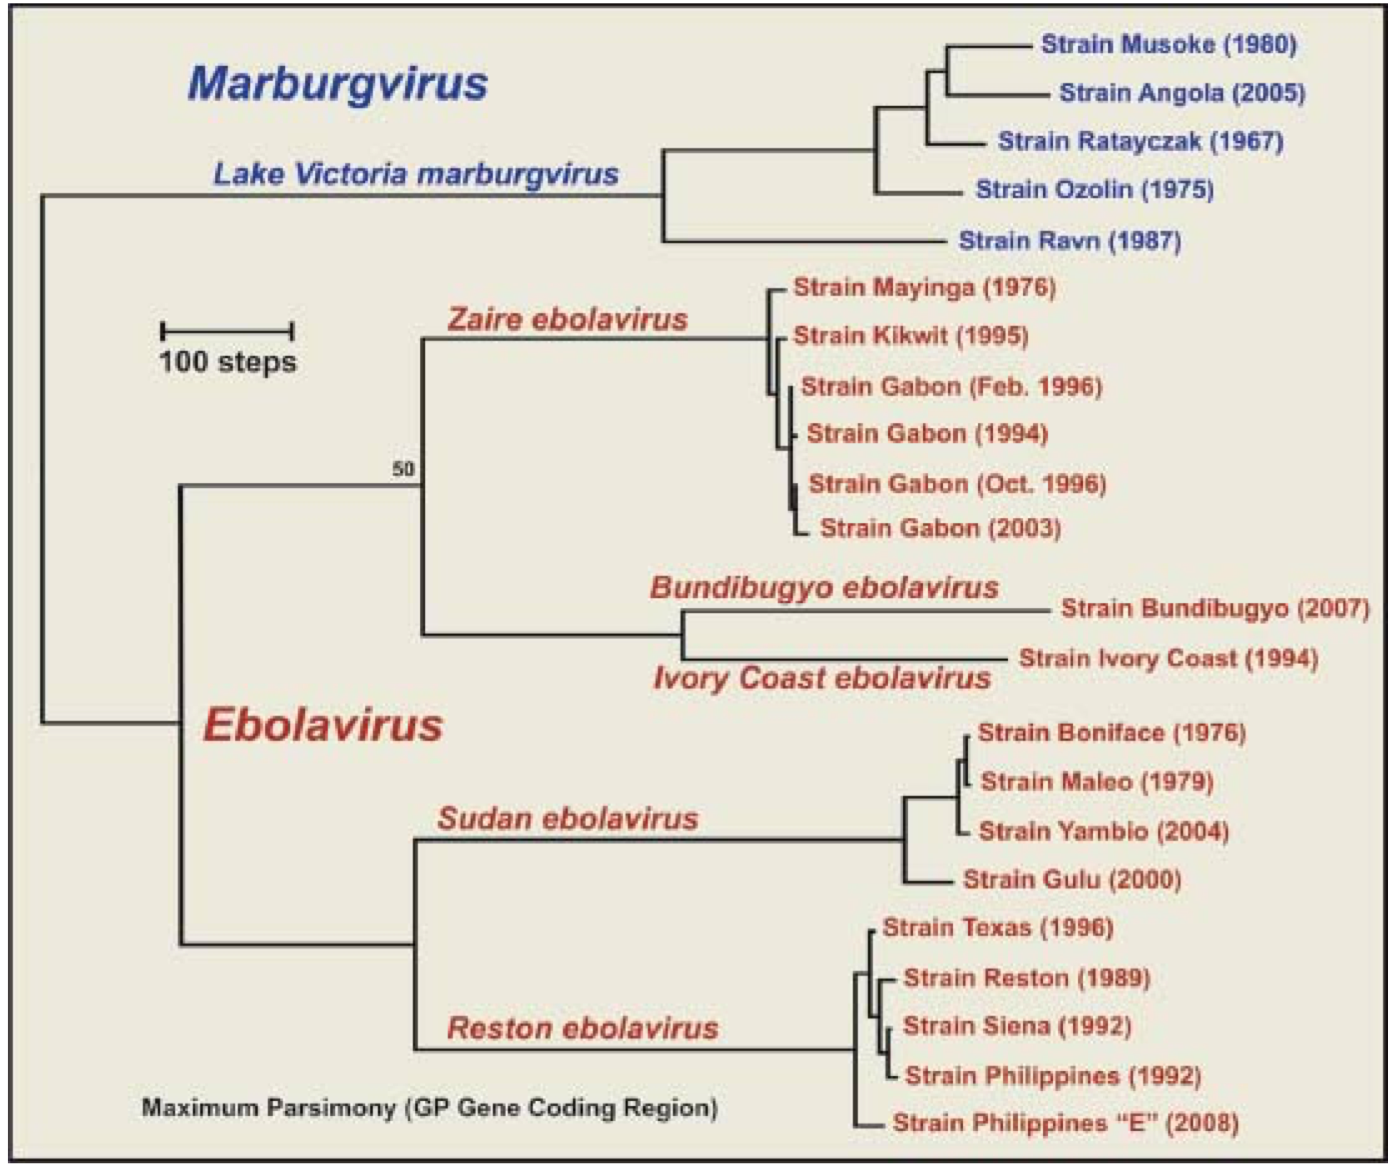 Marburgvirus
Strain Musoke (1980)
Strain Angola (2005)
Strain Ratayczak (1967)
Lake Victoria marburgvirus
Strain Ozolin (1975)
Strain Ravn (1987)
Strain Mayinga (1976)
Zaire ebolavirus
Strain Kikwit (1995)
100 steps
Strain Gabon (Feb. 1996)
Strain Gabon (1994)
50
Strain Gabon (Oct. 1996)
Strain Gabon (2003)
Bundibugyo ebolavirus
Strain Bundibugyo (2007)
Strain Ivory Coast (1994)
Ivory Coast ebolavirus
Ebolavirus
Strain Boniface (1976)
Strain Maleo (1979)
Sudan ebolavirus
Strain Yambio (2004)
Strain Gulu (2000)
Strain Texas (1996)
Strain Reston (1989)
Reston ebolavirus
Strain Siena (1992)
Strain Philippines (1992)
Maximum Parsimony (GP Gene Coding Region)
Strain Philippines “E” (2008)